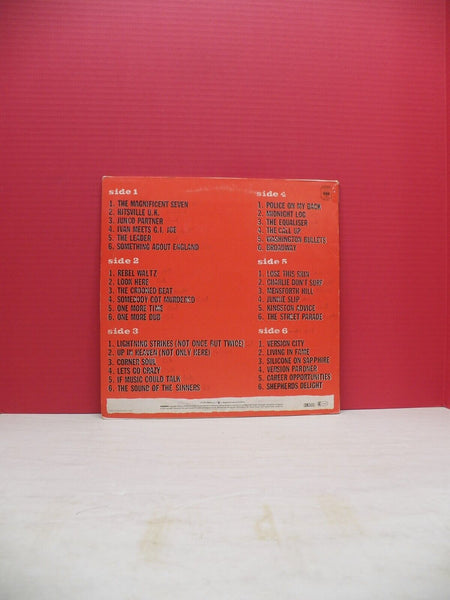 side 1
1. THE MAGNIFICENT SEVEN
2. HITSVILLE U.K.
3. JUNCO PARTNER
4. IVAN MEETS G.I. JOE
5. THE LEADER
6. SOMETHING ABOUT ENGLAND
side 2
1. REBEL WALTZ
2. LOOK HERE
3. THE CROOKED BEAT
4. SOMEBODY GOT MURDERED
5. ONE MORE TIME
6. ONE MORE DUB
side 3
1. LIGHTNING STRIKES (NOT ONCE BUT TWICE)
2. UP IN HEAVEN (NOT ONLY HERE)
3. CORNER SOUL
4. LETS GO CRAZY
5. IF MUSIC COULD TALK
6. THE SOUND OF THE SINNERS
side 4
1. POLICE ON MY BACK
2. MIDNIGHT LOG
3. THE EQUALISER
4. THE CALL UP
5. WASHINGTON BULLETS
6. BROADWAY
side 5
1. LOSE THIS SKIN
2. CHARLIE DON'T SURF
3. MENSFORTH HILL
4. JUNKIE SLIP
5. KINGSTON ADVICE
6. THE STREET PARADE
side 6
1. VERSION CITY
2. LIVING IN FAME
3. SILICONE ON SAPPHIRE
4. VERSION PARDNER
5. CAREER OPPORTUNITIES
6. SHEPHERDS DELIGHT